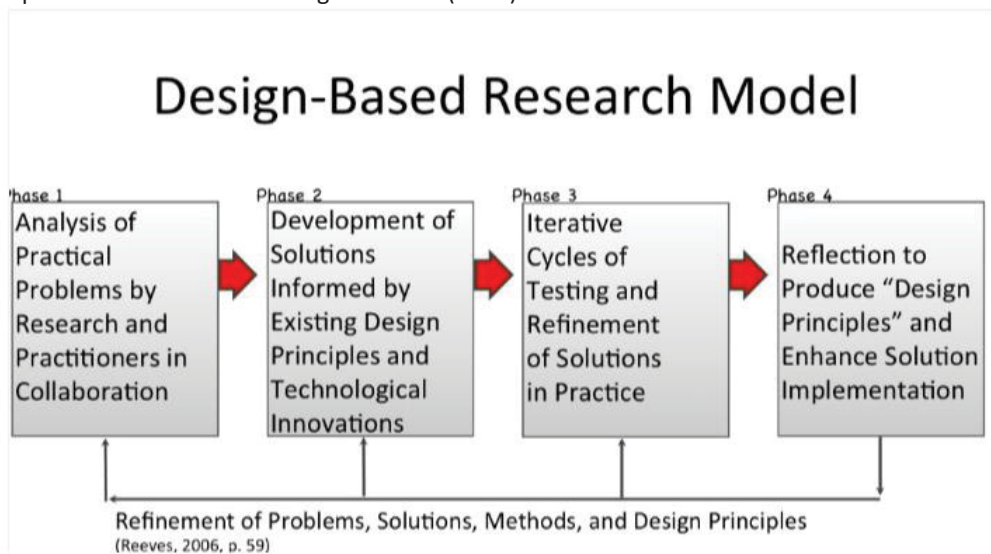 Design-Based Research Model
Phase 1
Analysis of
Practical
Problems by
Research and
Practitioners in
Collaboration
Phase 2
Development of
Solutions
Informed by
Existing Design
Principles and
Technological
Innovations
Phase 3
Iterative
Cycles of
Testing and
Refinement
of Solutions
in Practice
Phase 4
Reflection to
Produce “Design
Principles” and
Enhance Solution
Implementation
Refinement of Problems, Solutions, Methods, and Design Principles
(Reeves, 2006, p. 59)